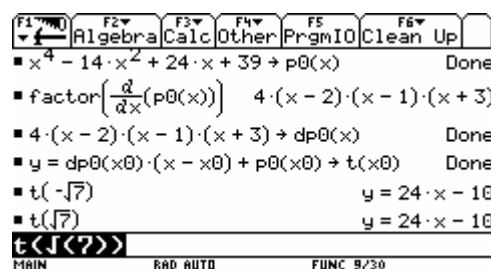 F1 F2 Algebra F3 Calc F4 Other F5 PrgmIO F6 Clean Up
▪ x⁴ − 14·x² + 24·x + 39 → p0(x) Done
▪ factor(d/dx(p0(x))) 4·(x − 2)·(x − 1)·(x + 3)
▪ 4·(x − 2)·(x − 1)·(x + 3) → dp0(x) Done
▪ y = dp0(x0)·(x − x0) + p0(x0) → t(x0) Done
▪ t(-√7) y = 24·x − 10
▪ t(√7) y = 24·x − 10
t(√(7))
MAIN RAD AUTO FUNC 9/30